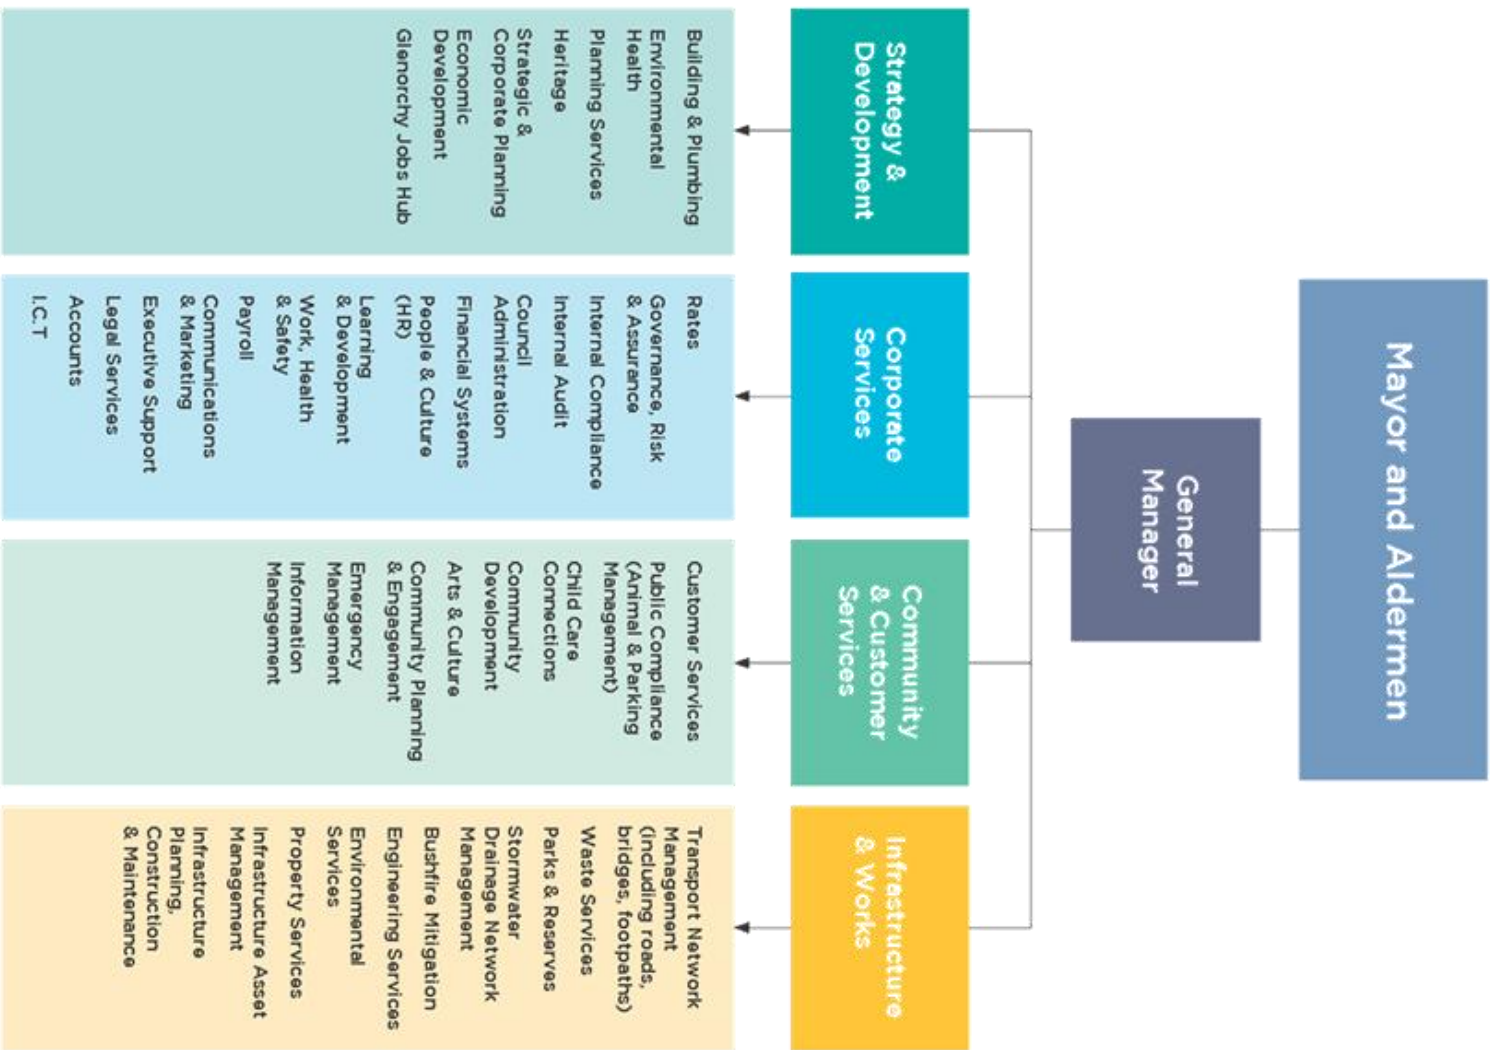 Mayor and Aldermen
General
Manager
Strategy &
Development
Building & Plumbing
Environmental
Health
Planning Services
Heritage
Strategic &
Corporate Planning
Economic
Development
Glenorchy Jobs Hub
Corporate
Services
Rates
Governance, Risk
& Assurance
Internal Compliance
Internal Audit
Council
Administration
Financial Systems
People & Culture
(HR)
Learning
& Development
Work, Health
& Safety
Payroll
Communications
& Marketing
Executive Support
Legal Services
Accounts
I.C.T
Community
& Customer
Services
Customer Services
Public Compliance
(Animal & Parking
Management)
Child Care
Connections
Community
Development
Arts & Culture
Community Planning
& Engagement
Emergency
Management
Information
Management
Infrastructure
& Works
Transport Network
Management
(including roads,
bridges, footpaths)
Waste Services
Parks & Reserves
Stormwater
Drainage Network
Management
Bushfire Mitigation
Engineering Services
Environmental
Services
Property Services
Infrastructure Asset
Management
Infrastructure
Planning,
Construction
& Maintenance